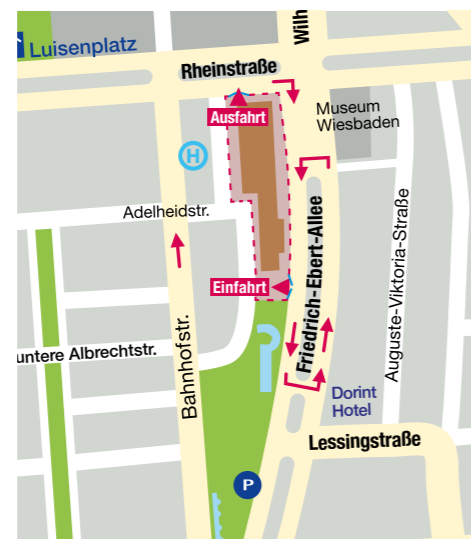 Luisenplatz
Rheinstraße
Wilh
Ausfahrt
Museum
Wiesbaden
H
Adelheidstr.
Einfahrt
Friedrich-Ebert-Allee
Auguste-Viktoria-Straße
Bahnhofstr.
untere Albrechtstr.
Dorint
Hotel
Lessingstraße
P